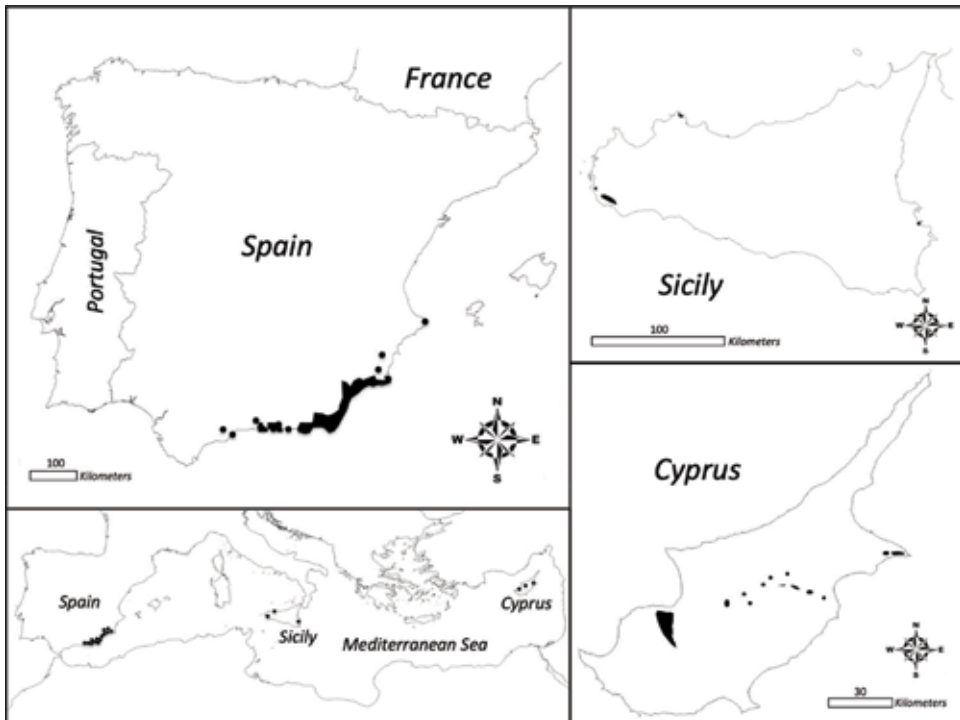 France
Spain
Portugal
N
W
E
S
100
Kilometers
Sicily
100
Kilometers
N
W
E
S
Spain
Sicily
Cyprus
Mediterranean Sea
Cyprus
N
W
E
S
30
Kilometers